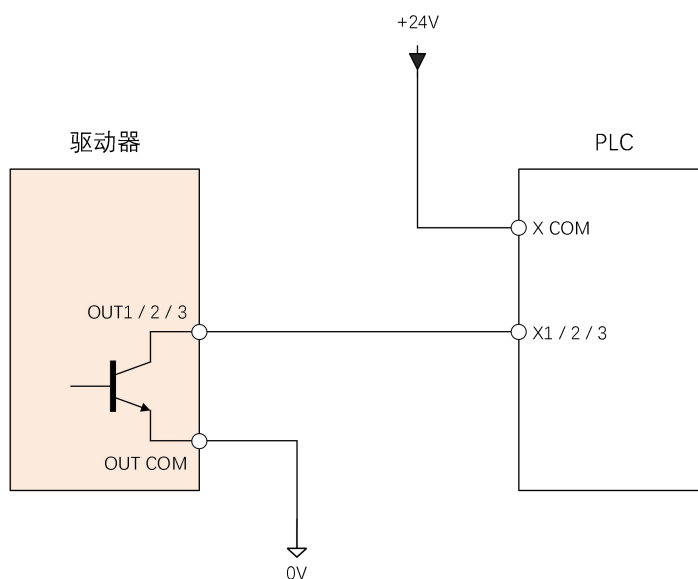 +24V
驱动器
PLC
X COM
OUT1 / 2 / 3
X1 / 2 / 3
OUT COM
0V